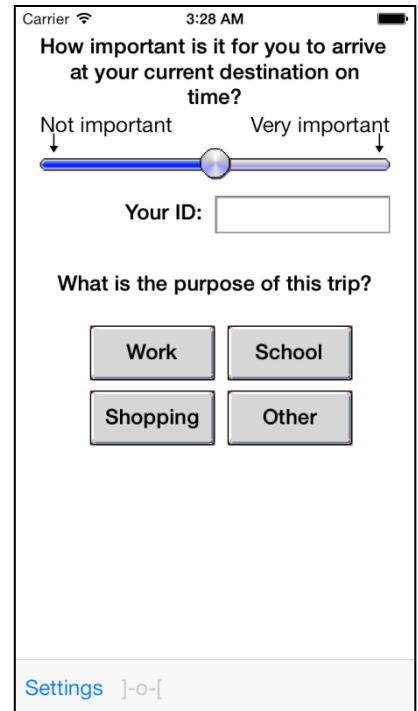 Carrier 3:28 AM
How important is it for you to arrive
at your current destination on
time?
Not important Very important
Your ID:
What is the purpose of this trip?
Work School
Shopping Other
Settings ]-o-[